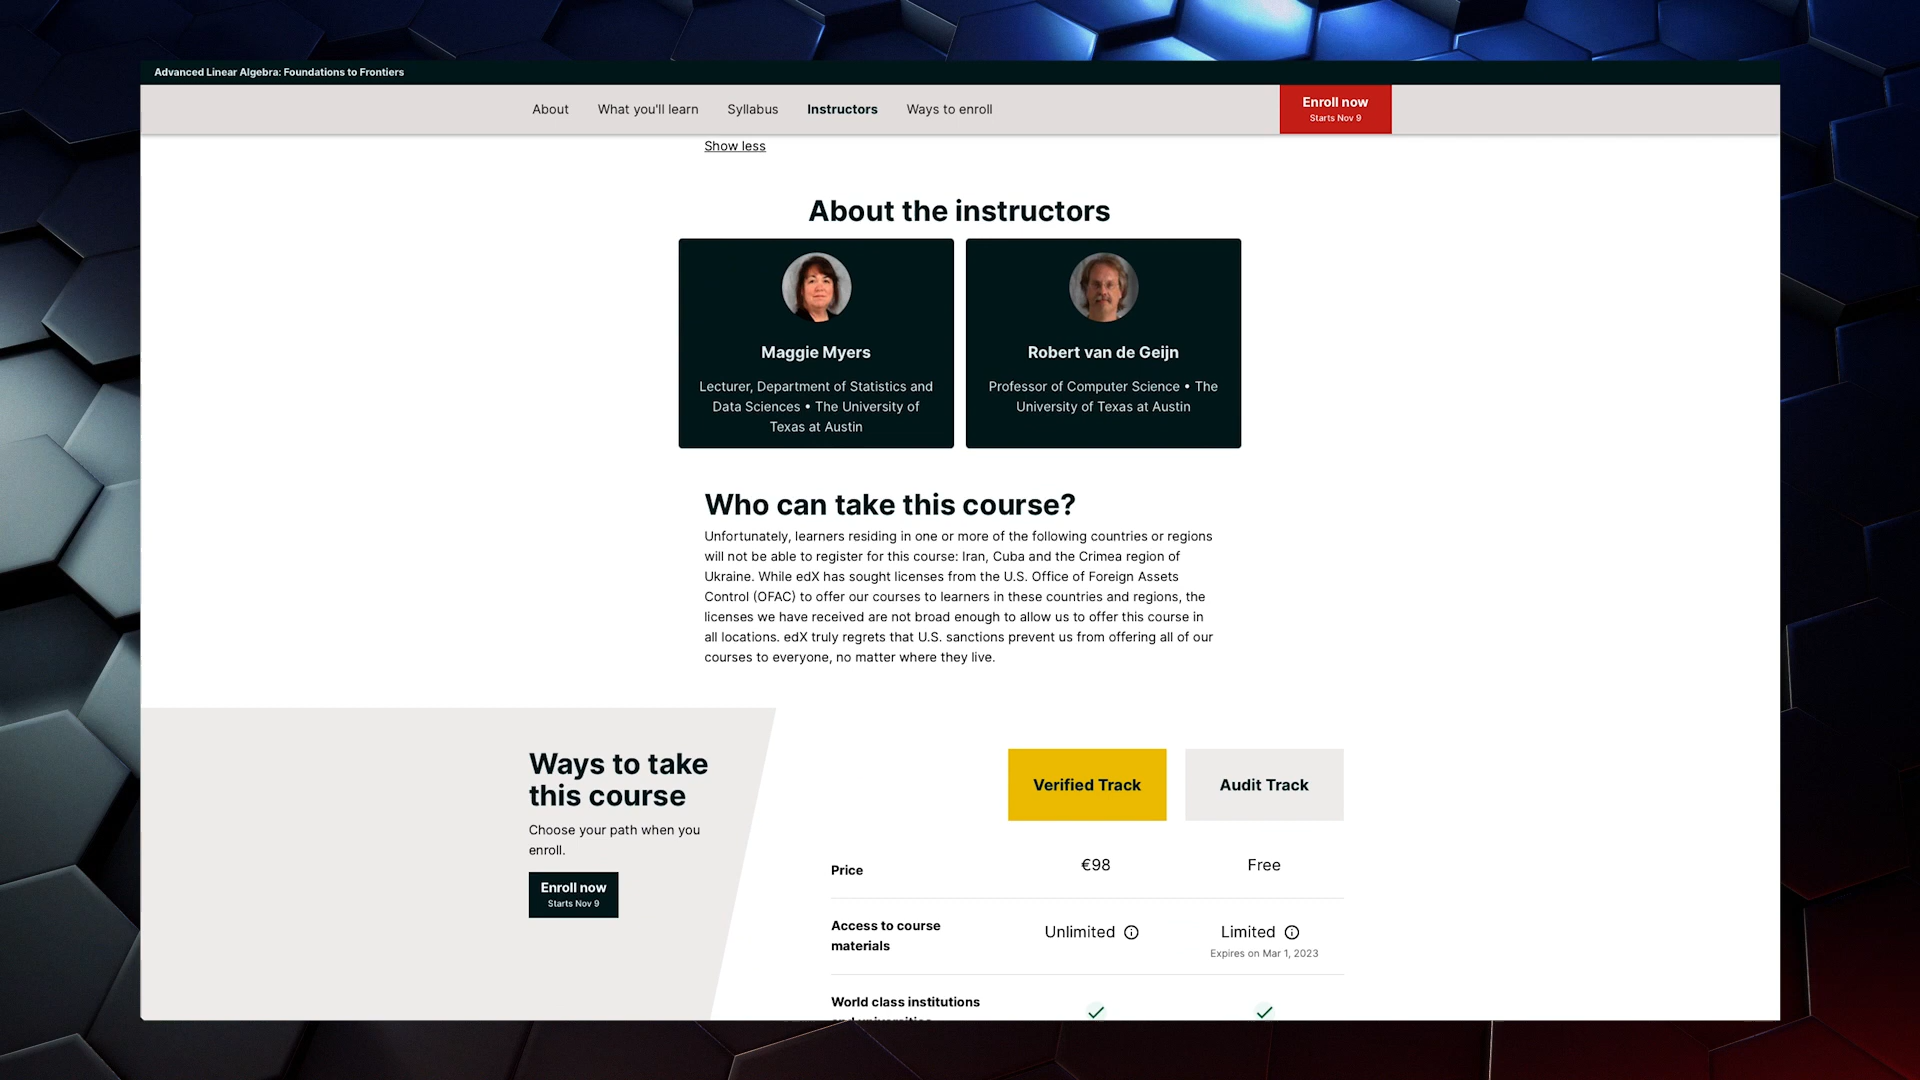 Advanced Linear Algebra: Foundations to Frontiers
About
What you'll learn
Syllabus
Instructors
Ways to enroll
Enroll now
Starts Nov 9
Show less
About the instructors
Maggie Myers
Lecturer, Department of Statistics and
Data Sciences • The University of
Texas at Austin
Robert van de Geijn
Professor of Computer Science • The
University of Texas at Austin
Who can take this course?
Unfortunately, learners residing in one or more of the following countries or regions
will not be able to register for this course: Iran, Cuba and the Crimea region of
Ukraine. While edX has sought licenses from the U.S. Office of Foreign Assets
Control (OFAC) to offer our courses to learners in these countries and regions, the
licenses we have received are not broad enough to allow us to offer this course in
all locations. edX truly regrets that U.S. sanctions prevent us from offering all of our
courses to everyone, no matter where they live.
Ways to take
this course
Choose your path when you
enroll.
Enroll now
Starts Nov 9
Verified Track
Audit Track
Price
€98
Free
Access to course
materials
Unlimited
Limited
Expires on Mar 1, 2023
World class institutions
and universities